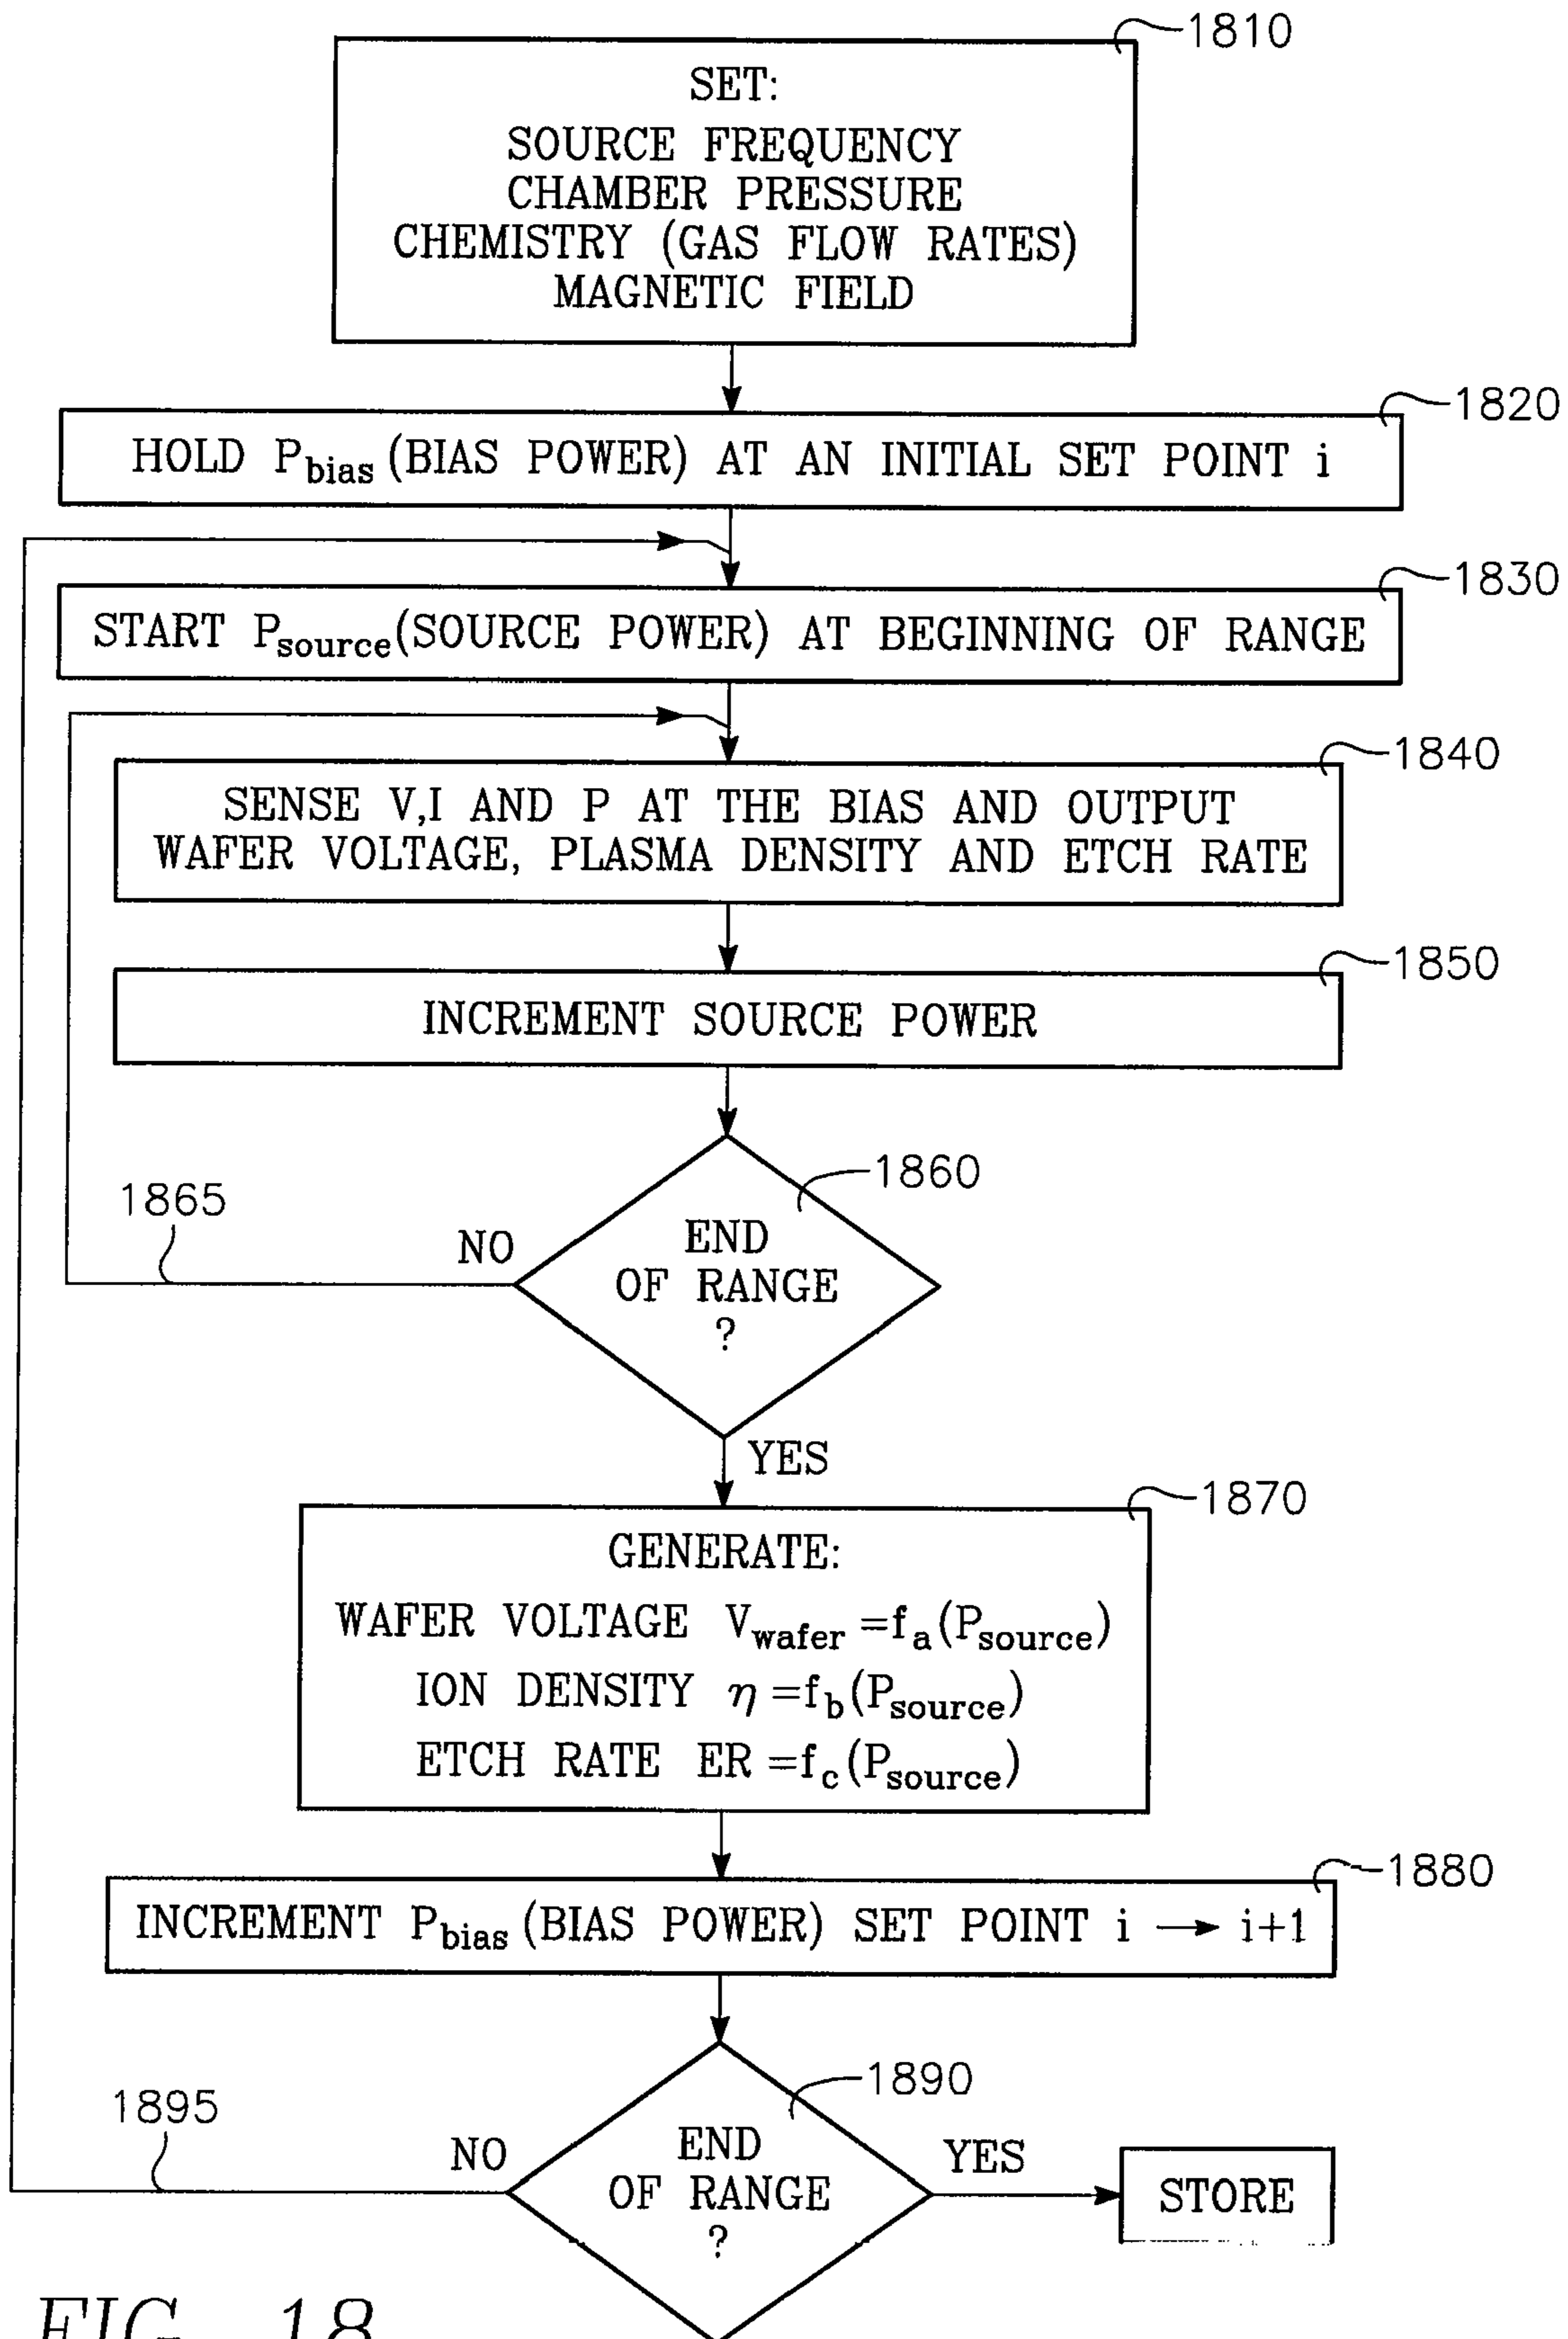 1810
SET:
SOURCE FREQUENCY
CHAMBER PRESSURE
CHEMISTRY (GAS FLOW RATES)
MAGNETIC FIELD
1820
HOLD Pbias (BIAS POWER) AT AN INITIAL SET POINT i
1830
START Psource(SOURCE POWER) AT BEGINNING OF RANGE
1840
SENSE V,I AND P AT THE BIAS AND OUTPUT
WAFER VOLTAGE, PLASMA DENSITY AND ETCH RATE
1850
INCREMENT SOURCE POWER
1860
1865
NO
END
OF RANGE
?
YES
1870
GENERATE:
WAFER VOLTAGE Vwafer =fa(Psource)
ION DENSITY η =fb(Psource)
ETCH RATE ER =fc(Psource)
1880
INCREMENT Pbias (BIAS POWER) SET POINT i → i+1
1890
1895
NO
END
OF RANGE
?
YES
STORE
FIG. 18